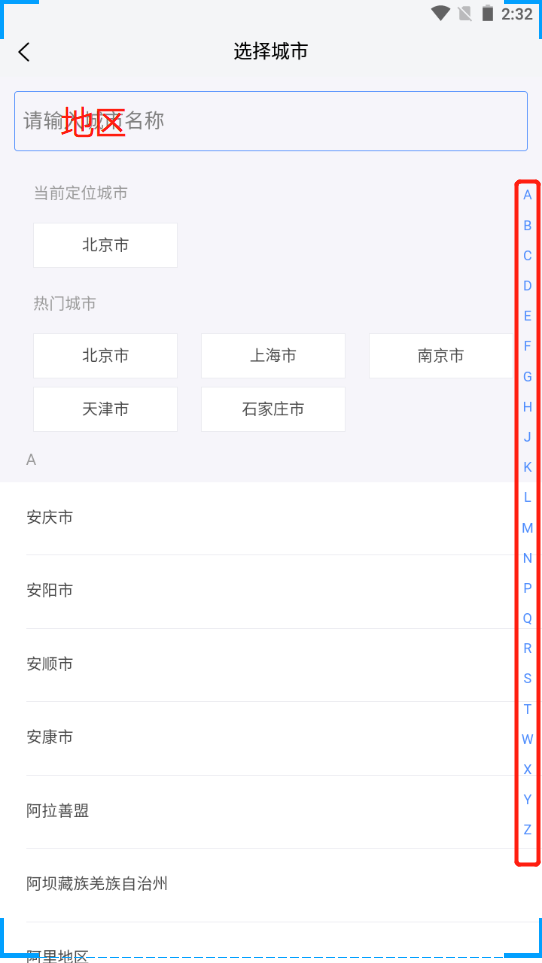 2:32
选择城市
请输入城市名称
地区
当前定位城市
北京市
热门城市
北京市 上海市 南京市
天津市 石家庄市
A
安庆市
安阳市
安顺市
安康市
阿拉善盟
阿坝藏族羌族自治州
阿里地区
A
B
C
D
E
F
G
H
J
K
L
M
N
P
Q
R
S
T
W
X
Y
Z